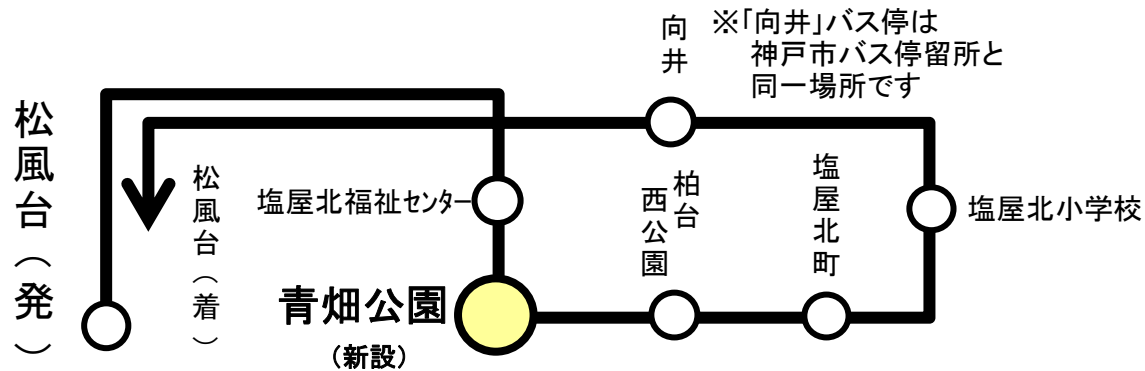 松風台（発）
松風台（着）
塩屋北福祉センター
青畑公園
（新設）
向井
※「向井」バス停は
神戸市バス停留所と
同一場所です
柏台
西公園
塩屋北町
塩屋北小学校